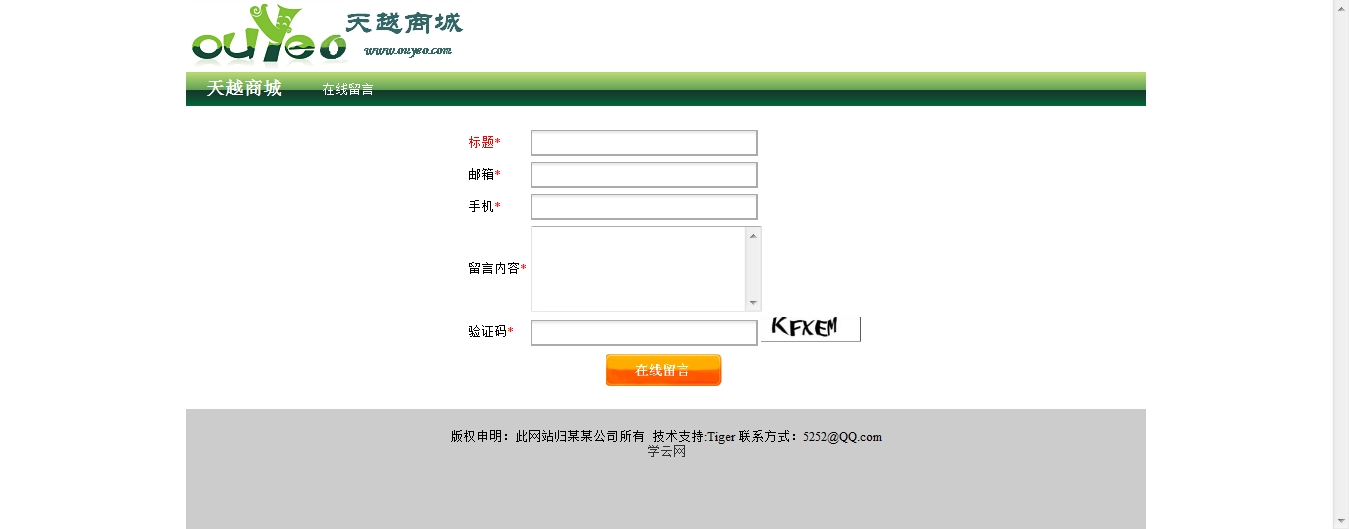 ouYeo 天越商城
www.ouyeo.com
天越商城 在线留言
标题*
邮箱*
手机*
留言内容*
验证码* KFXEM
在线留言
版权申明：此网站归某某公司所有 技术支持:Tiger 联系方式：5252@QQ.com
学云网